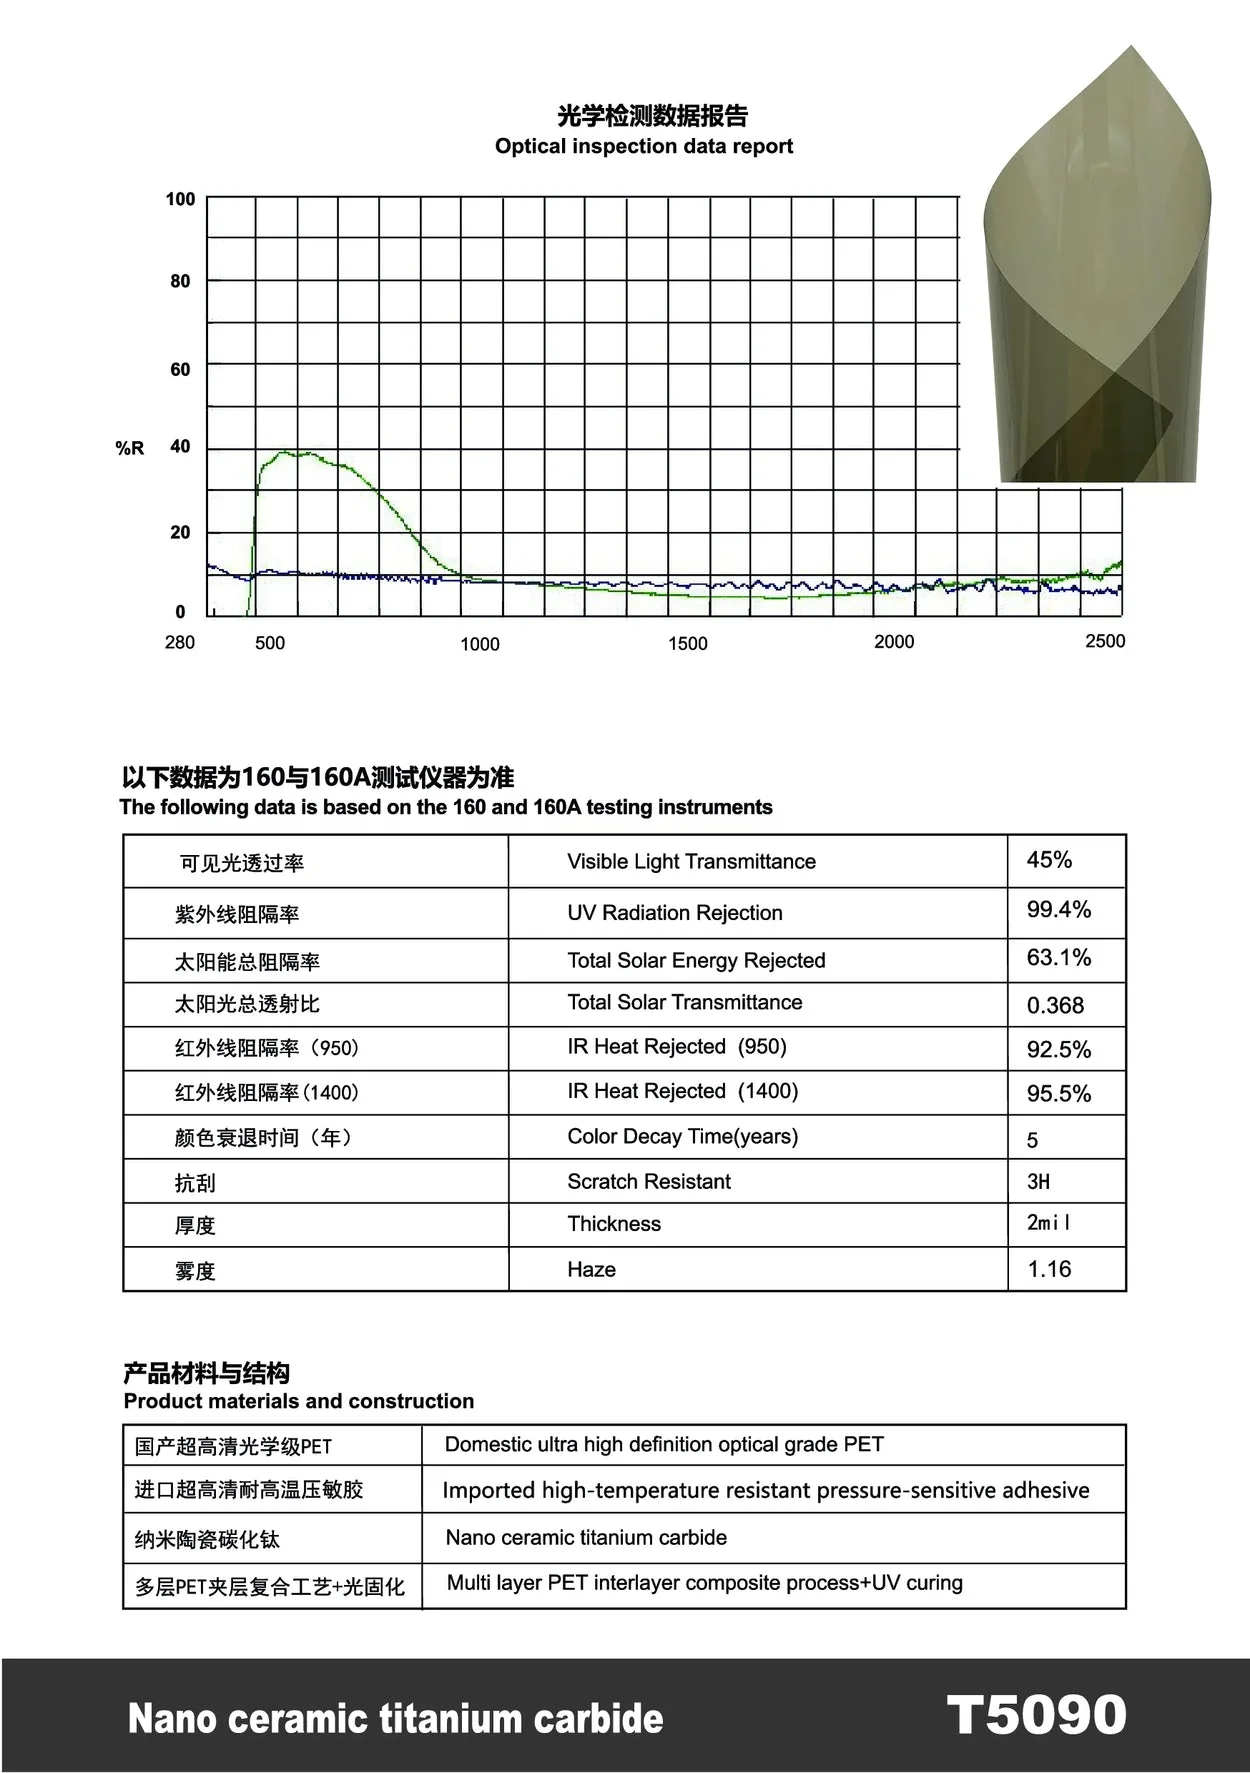 光学检测数据报告
Optical inspection data report
100
80
60
%R 40
20
0
280 500 1000 1500 2000 2500
以下数据为160与160A测试仪器为准
The following data is based on the 160 and 160A testing instruments
可见光透过率 Visible Light Transmittance 45%
紫外线阻隔率 UV Radiation Rejection 99.4%
太阳能总阻隔率 Total Solar Energy Rejected 63.1%
太阳光总透射比 Total Solar Transmittance 0.368
红外线阻隔率（950） IR Heat Rejected (950) 92.5%
红外线阻隔率(1400) IR Heat Rejected (1400) 95.5%
颜色衰退时间（年） Color Decay Time(years) 5
抗刮 Scratch Resistant 3H
厚度 Thickness 2mil
雾度 Haze 1.16
产品材料与结构
Product materials and construction
国产超高清光学级PET Domestic ultra high definition optical grade PET
进口超高清耐高温压敏胶 Imported high-temperature resistant pressure-sensitive adhesive
纳米陶瓷碳化钛 Nano ceramic titanium carbide
多层PET夹层复合工艺+光固化 Multi layer PET interlayer composite process+UV curing
Nano ceramic titanium carbide T5090